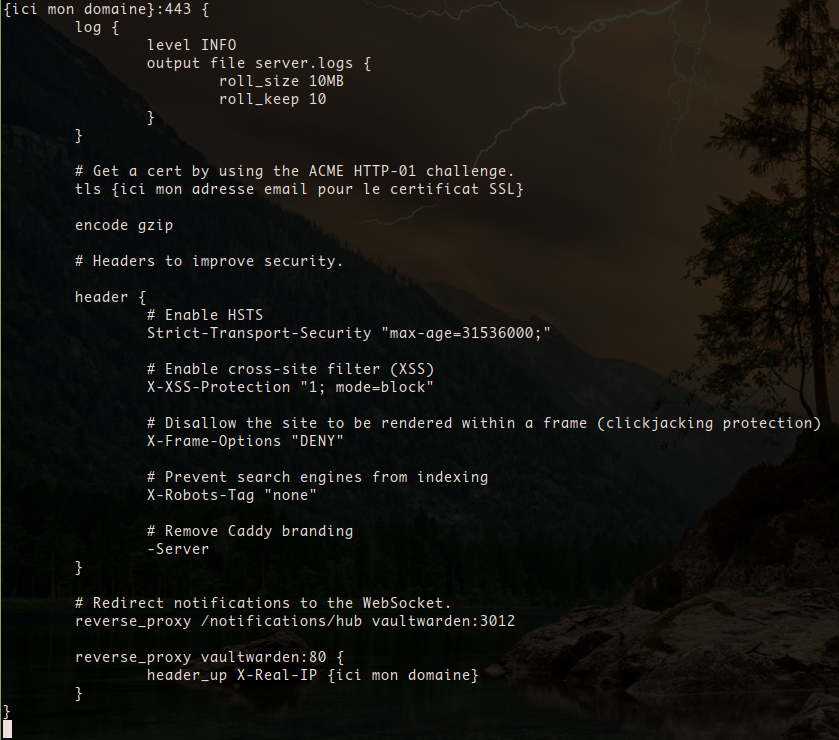 {ici mon domaine}:443 {
        log {
                level INFO
                output file server.logs {
                        roll_size 10MB
                        roll_keep 10
                }
        }

        # Get a cert by using the ACME HTTP-01 challenge.
        tls {ici mon adresse email pour le certificat SSL}

        encode gzip

        # Headers to improve security.

        header {
                # Enable HSTS
                Strict-Transport-Security "max-age=31536000;"

                # Enable cross-site filter (XSS)
                X-XSS-Protection "1; mode=block"

                # Disallow the site to be rendered within a frame (clickjacking protection)
                X-Frame-Options "DENY"

                # Prevent search engines from indexing
                X-Robots-Tag "none"

                # Remove Caddy branding
                -Server
        }

        # Redirect notifications to the WebSocket.
        reverse_proxy /notifications/hub vaultwarden:3012

        reverse_proxy vaultwarden:80 {
                header_up X-Real-IP {ici mon domaine}
        }
}